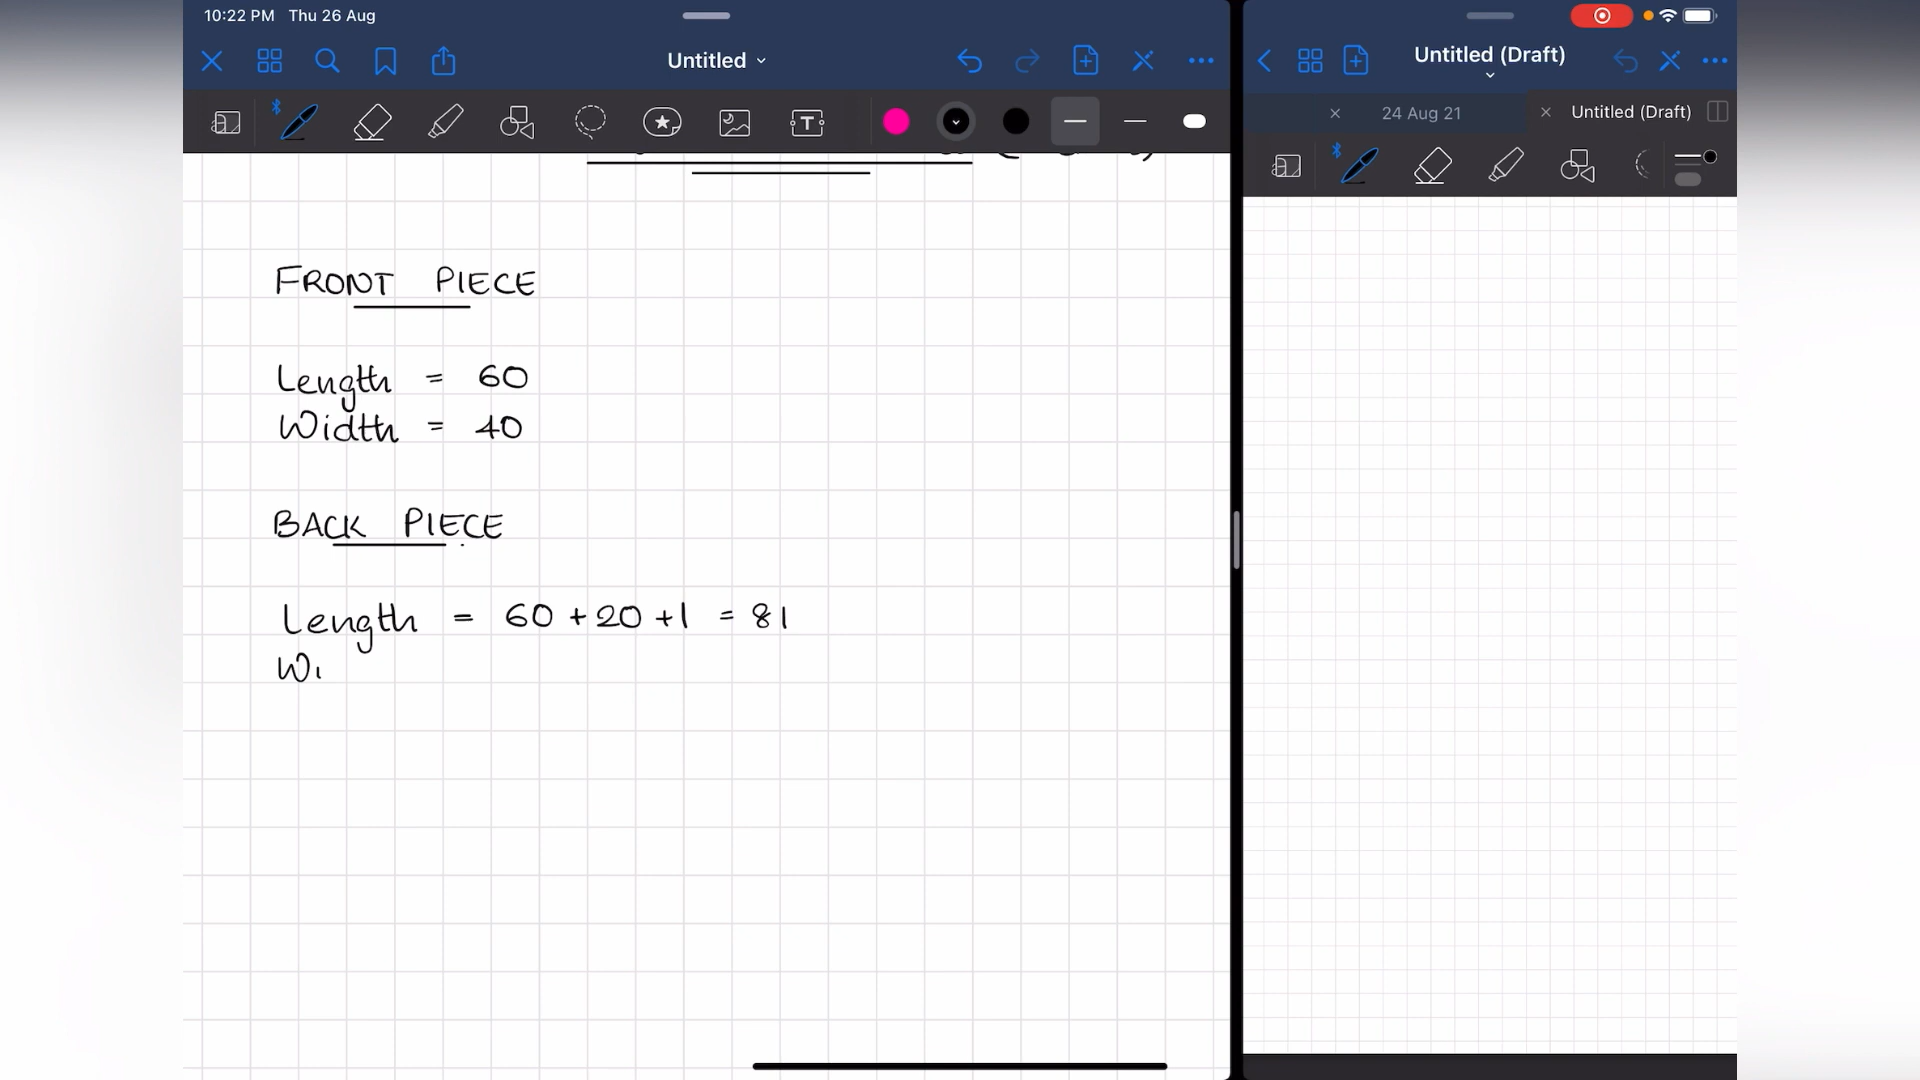 10:22 PM Thu 26 Aug
Untitled
Untitled (Draft)
24 Aug 21
Untitled (Draft)
FRONT PIECE
Length = 60
Width = 40
BACK PIECE
Length = 60 + 20 + 1 = 81
Wi